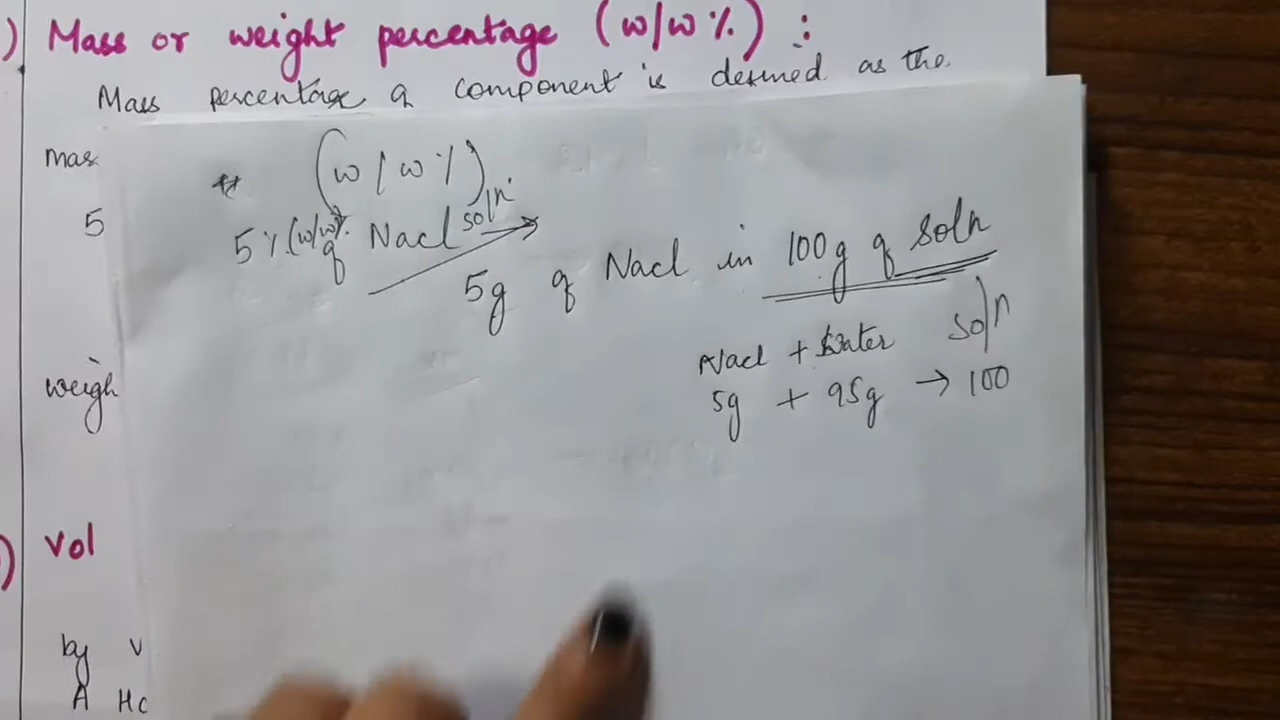 ) Mass or weight percentage (w/w %) :
Mass percentage of component is defined as the
mas
(w/w %)
5
5% (w/w) of NaCl soln.
5g of NaCl in 100g of soln
NaCl + Water soln
weigh
5g + 95g → 100
) Vol
by V
A HC